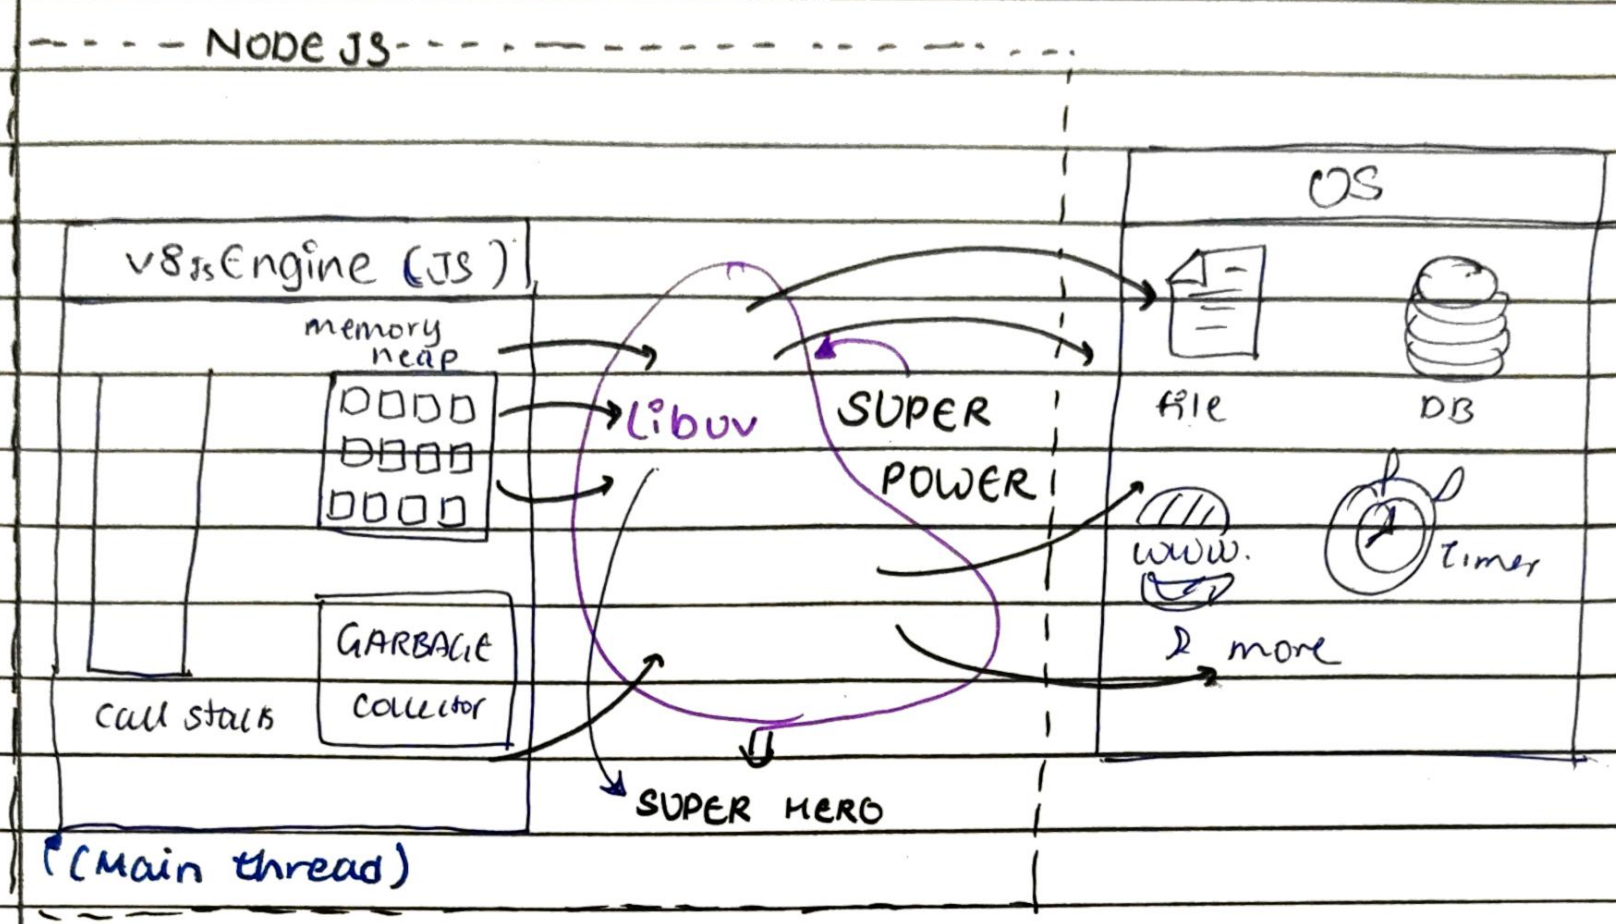 NODE JS
OS
v8JsEngine (JS)
memory
heap
file
DB
Libuv
SUPER
POWER
www.
timer
GARBAGE
collector
& more
call stack
SUPER HERO
(Main thread)